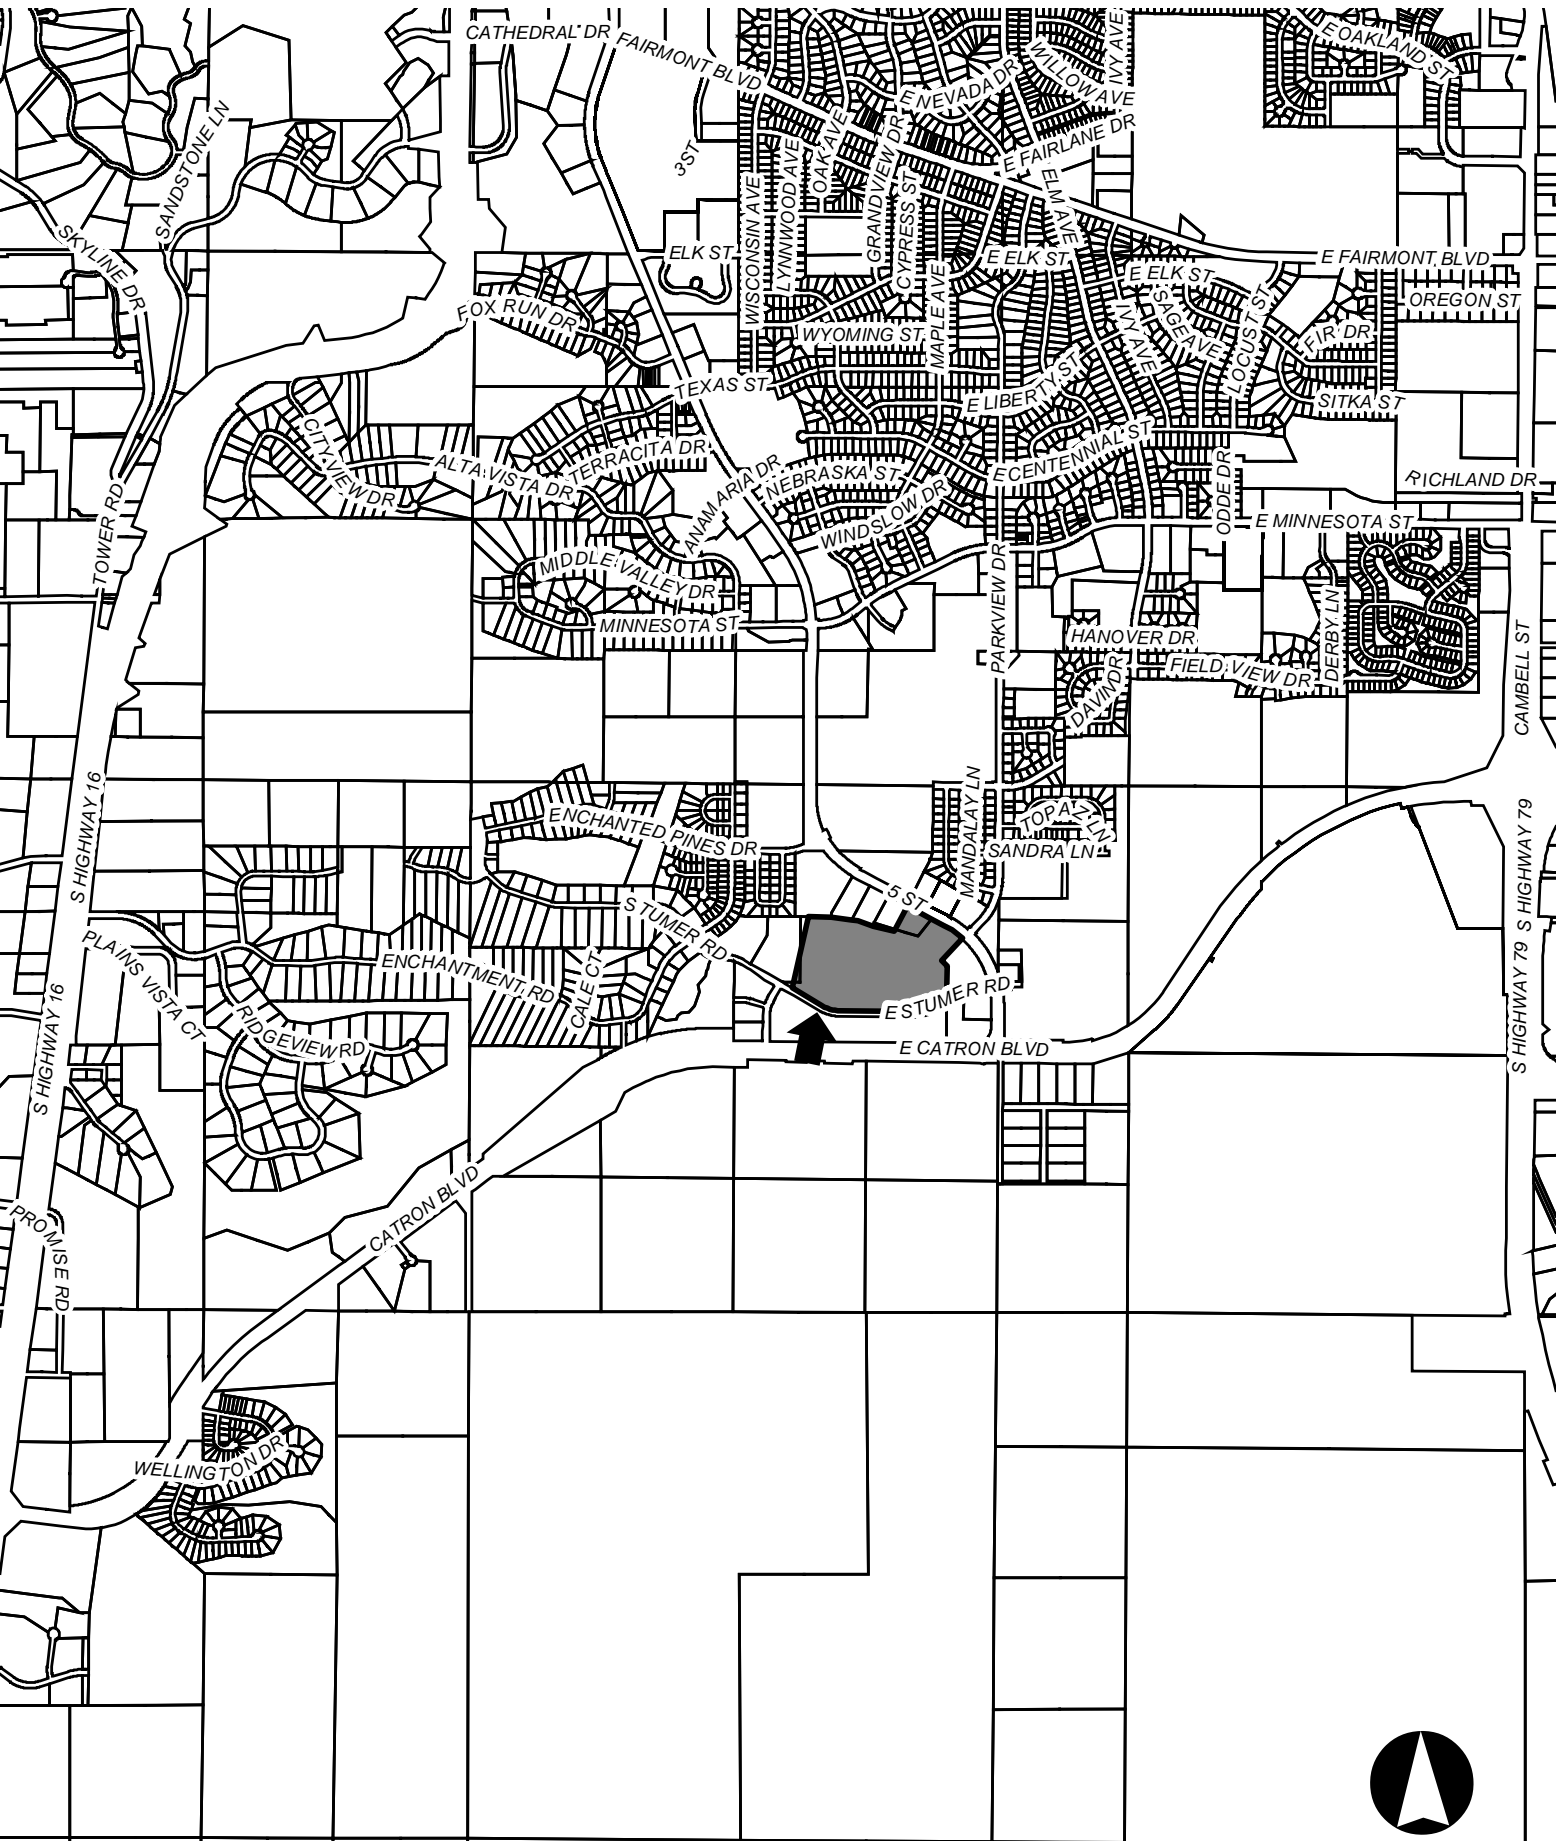 CATHEDRAL DR
FAIRMONT BLVD
E OAKLAND ST
IVY AVE
WILLOW AVE
E NEVADA DR
E FAIRLANE DR
SANDSTONE LN
3 ST
OAK AVE
GRANDVIEW DR
LYNNWOOD AVE
WISCONSIN AVE
CYPRESS ST
ELM AVE
SKYLINE DR
ELK ST
E ELK ST
E ELK ST
E FAIRMONT BLVD
OREGON ST
FOX RUN DR
WYOMING ST
MAPLE AVE
SAGE AVE
IVY AVE
LOCUST ST
FIR DR
TEXAS ST
E LIBERTY ST
SITKA ST
CITY VIEW DR
ALTA VISTA DR
TERRACITA DR
ANAMARIA DR
NEBRASKA ST
E CENTENNIAL ST
RICHLAND DR
ODDE DR
WINDSLOW DR
E MINNESOTA ST
TOWER RD
MIDDLE VALLEY DR
MINNESOTA ST
PARKVIEW DR
HANOVER DR
FIELD VIEW DR
DERBY LN
DAVIN DR
CAMBELL ST
S HIGHWAY 16
ENCHANTED PINES DR
MANDALAY LN
TOPAZ LN
SANDRA LN
S HIGHWAY 79
5 ST
S TUMER RD
PLAINS VISTA CT
ENCHANTMENT RD
CALE CT
E STUMER RD
S HIGHWAY 79
S HIGHWAY 16
RIDGEVIEW RD
E CATRON BLVD
CATRON BLVD
PROMISE RD
WELLINGTON DR